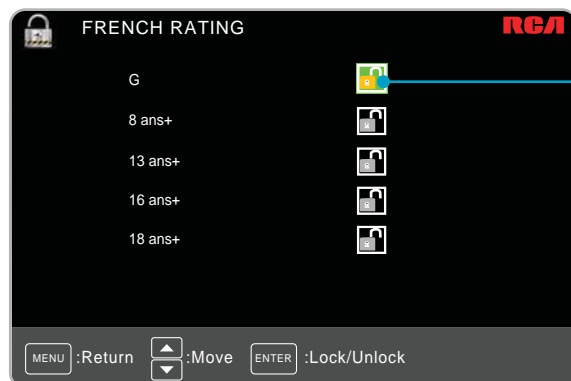 FRENCH RATING RCA
G
8 ans+
13 ans+
16 ans+
18 ans+
MENU :Return :Move ENTER :Lock/Unlock